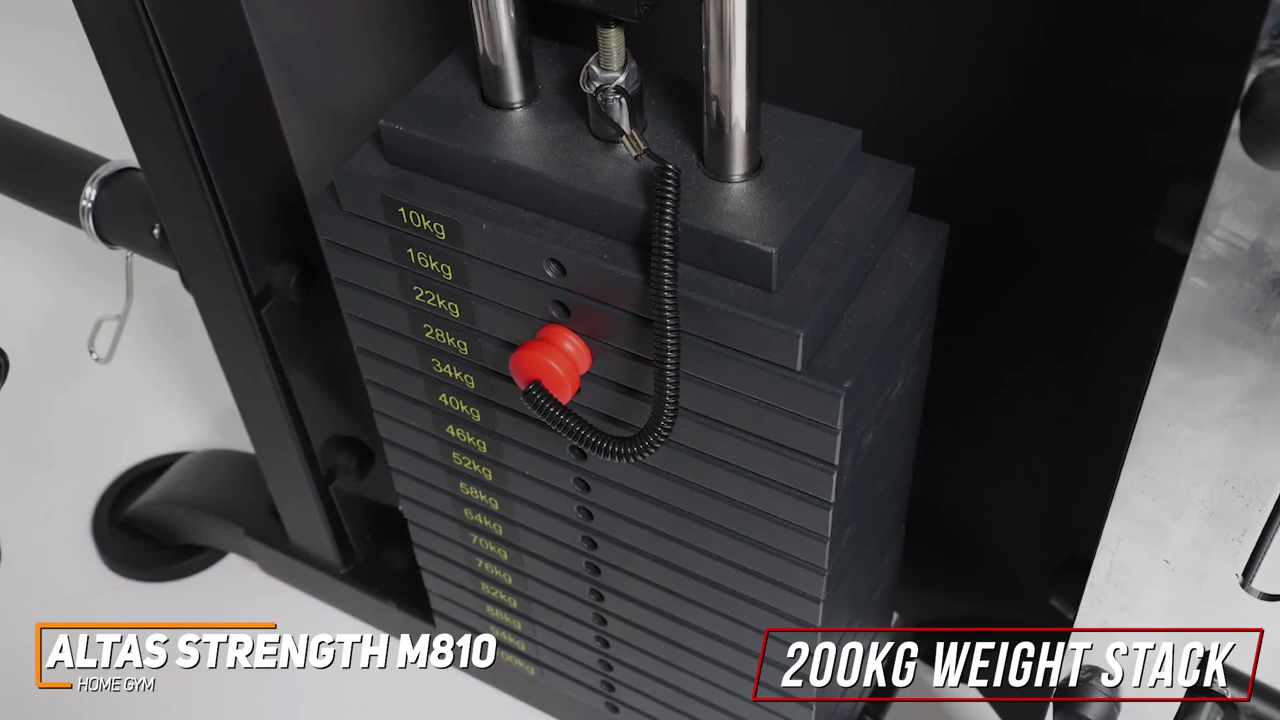 10kg
16kg
22kg
28kg
34kg
40kg
46kg
52kg
58kg
64kg
70kg
76kg
82kg
88kg
ALTAS STRENGTH M810
HOME GYM
200KG WEIGHT STACK